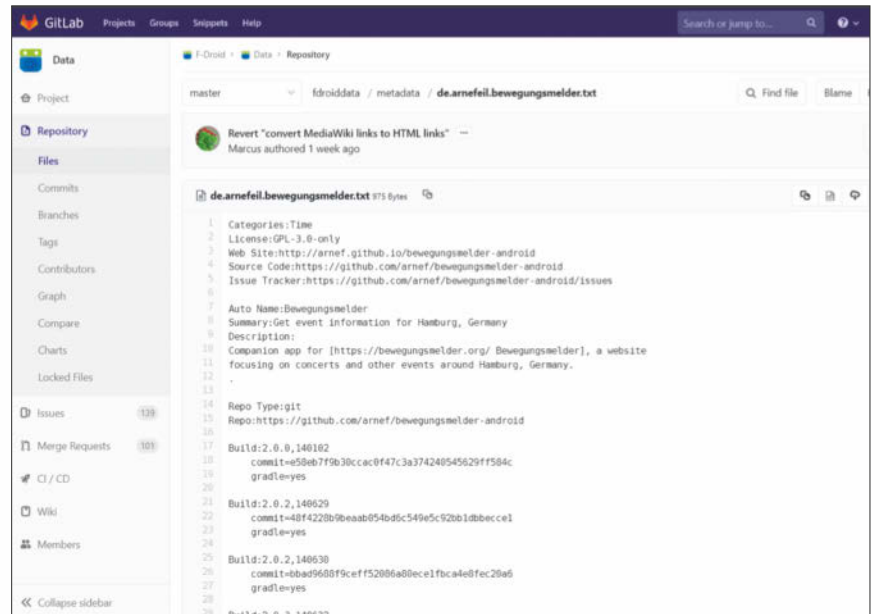 GitLab Projects Groups Snippets Help Search or jump to...
Data
F-Droid › Data › Repository
Project
master fdroiddata / metadata / de.arnefeil.bewegungsmelder.txt Find file Blame
Repository
Revert "convert MediaWiki links to HTML links"
Marcus authored 1 week ago
Files
Commits
de.arnefeil.bewegungsmelder.txt 975 Bytes
Branches
Tags
Contributors
Graph
Compare
Charts
Locked Files
Issues 139
Merge Requests 101
CI / CD
Wiki
Members
Collapse sidebar
1 Categories:Time
2 License:GPL-3.0-only
3 Web Site:http://arnef.github.io/bewegungsmelder-android
4 Source Code:https://github.com/arnef/bewegungsmelder-android
5 Issue Tracker:https://github.com/arnef/bewegungsmelder-android/issues
6
7 Auto Name:Bewegungsmelder
8 Summary:Get event information for Hamburg, Germany
9 Description:
10 Companion app for [https://bewegungsmelder.org/ Bewegungsmelder], a website
11 focusing on concerts and other events around Hamburg, Germany.
12 .
13
14 Repo Type:git
15 Repo:https://github.com/arnef/bewegungsmelder-android
16
17 Build:2.0.0,140102
18 commit=e58eb7f9b30ccac0f47c3a374240545629ff584c
19 gradle=yes
20
21 Build:2.0.2,140629
22 commit=48f4228b9beaab054bd6c549e5c92bb1dbbecce1
23 gradle=yes
24
25 Build:2.0.2,140630
26 commit=bbad9688f9ceff52086a80ece1fbca4e8fec20a6
27 gradle=yes
28